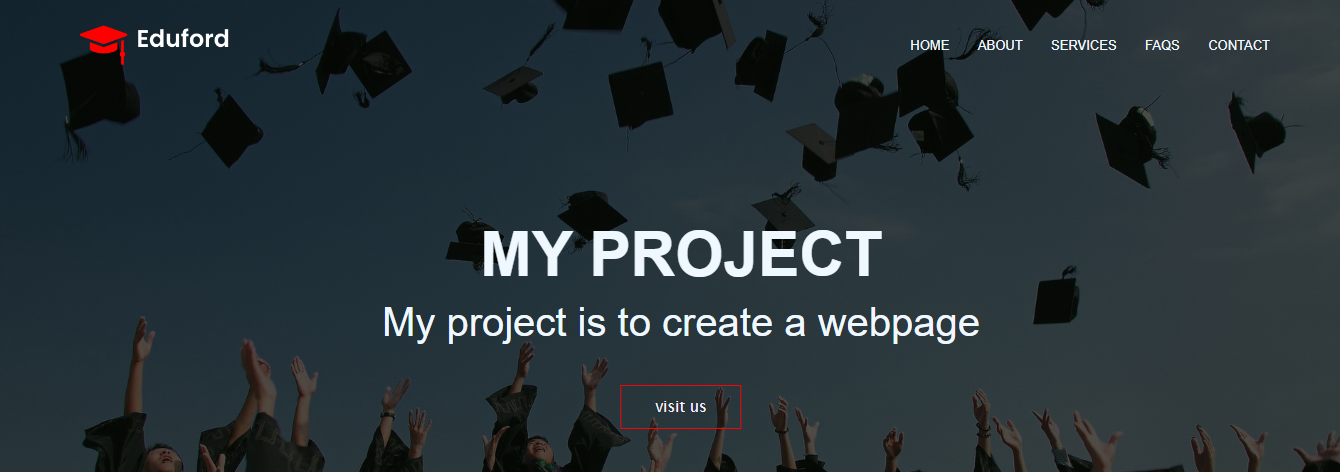 Eduford
HOME ABOUT SERVICES FAQS CONTACT
MY PROJECT
My project is to create a webpage
visit us